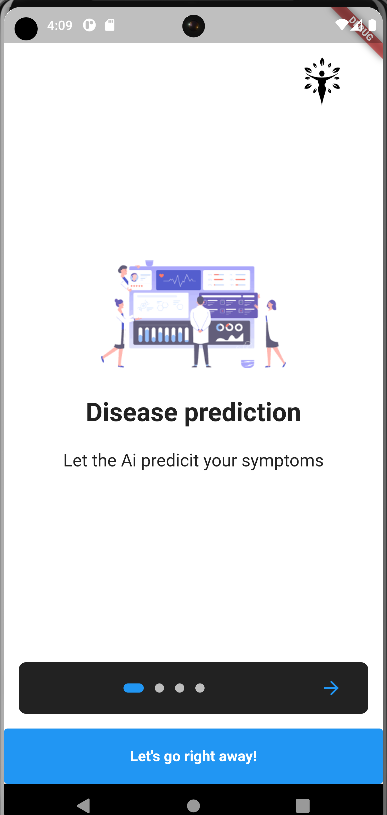 4:09
DEBUG
Disease prediction
Let the Ai predicit your symptoms
Let's go right away!